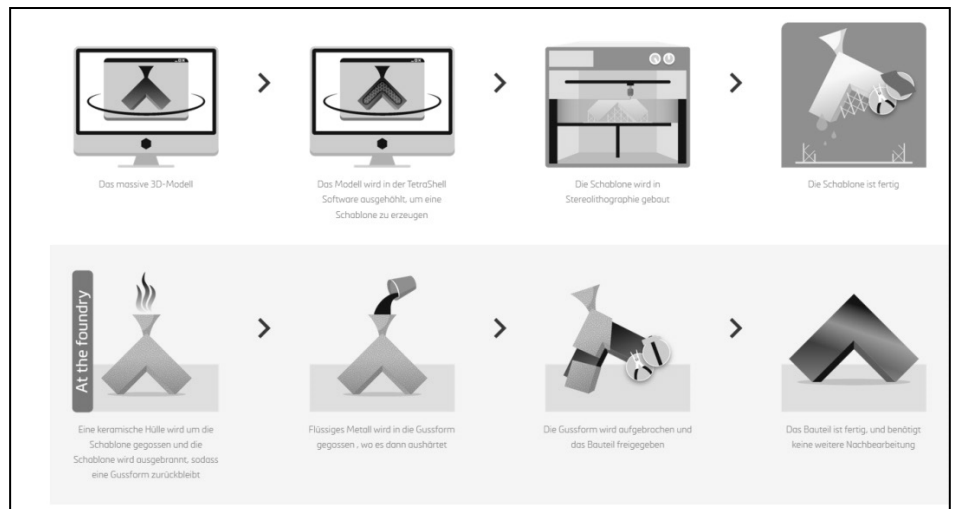 Das massive 3D-Modell
Das Modell wird in der TetraShell
Software ausgehöhlt, um eine
Schablone zu erzeugen
Die Schablone wird in
Stereolithographie gebaut
Die Schablone ist fertig
At the foundry
Eine keramische Hülle wird um die
Schablone gegossen und die
Schablone wird ausgebrannt, sodass
eine Gussform zurückbleibt
Flüssiges Metall wird in die Gussform
gegossen , wo es dann aushärtet
Die Gussform wird aufgebrochen und
das Bauteil freigegeben
Das Bauteil ist fertig, und benötigt
keine weitere Nachbearbeitung